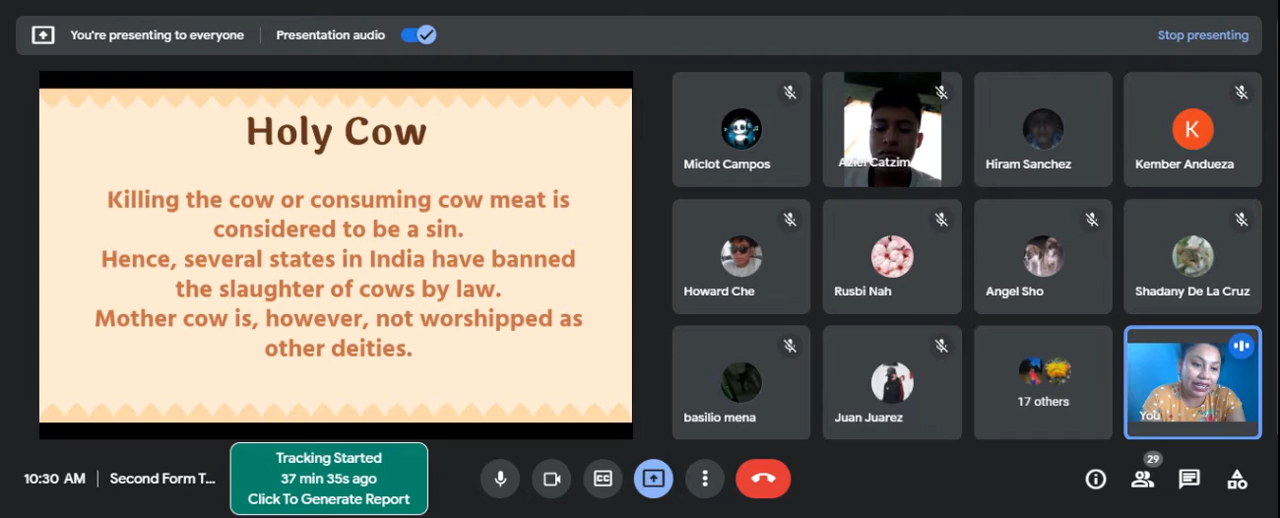 You're presenting to everyone
Presentation audio
Stop presenting
Holy Cow
Killing the cow or consuming cow meat is
considered to be a sin.
Hence, several states in India have banned
the slaughter of cows by law.
Mother cow is, however, not worshipped as
other deities.
Miclot Campos
Aziel Catzim
Hiram Sanchez
K
Kember Andueza
Howard Che
Rusbi Nah
Angel Sho
Shadany De La Cruz
basilio mena
Juan Juarez
17 others
You
10:30 AM
Second Form T...
Tracking Started
37 min 35s ago
Click To Generate Report
CC
29